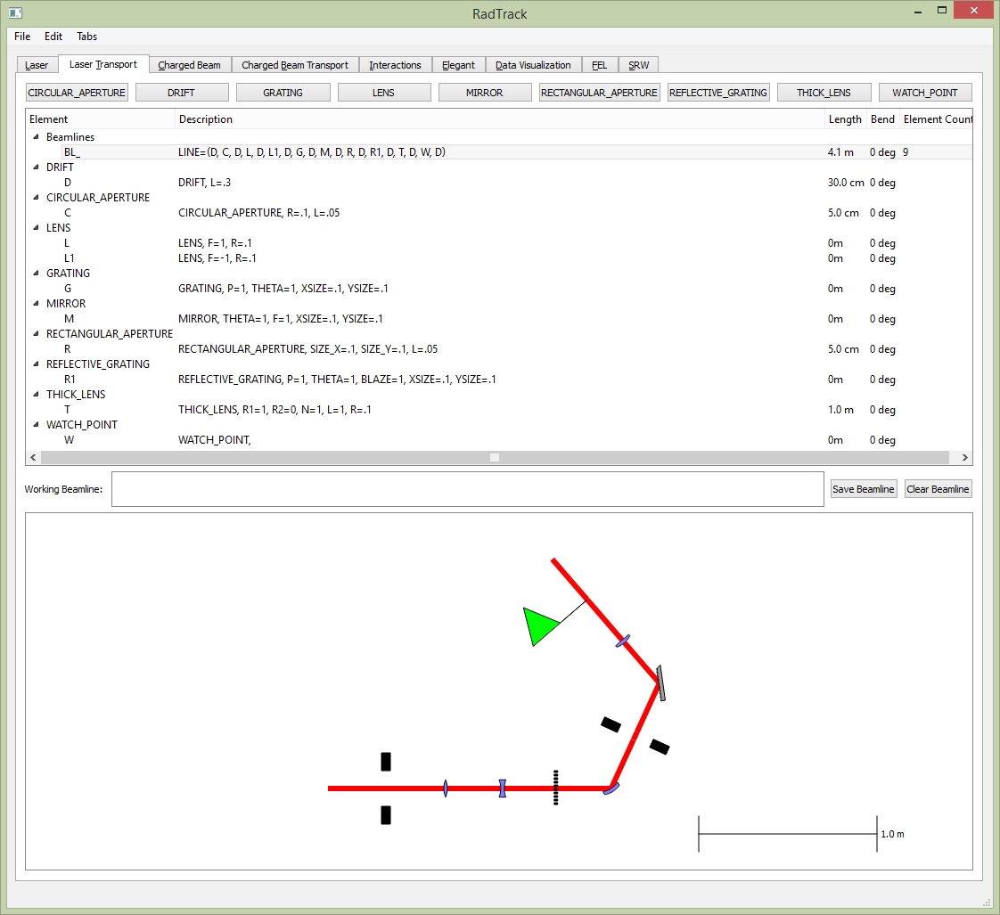 RadTrack
File Edit Tabs
Laser Laser Transport Charged Beam Charged Beam Transport Interactions Elegant Data Visualization FEL SRW
CIRCULAR_APERTURE DRIFT GRATING LENS MIRROR RECTANGULAR_APERTURE REFLECTIVE_GRATING THICK_LENS WATCH_POINT
Element Description Length Bend Element Count
Beamlines
BL_ LINE=(D, C, D, L, D, L1, D, G, D, M, D, R, D, R1, D, T, D, W, D) 4.1 m 0 deg 9
DRIFT
D DRIFT, L=.3 30.0 cm 0 deg
CIRCULAR_APERTURE
C CIRCULAR_APERTURE, R=.1, L=.05 5.0 cm 0 deg
LENS
L LENS, F=1, R=.1 0m 0 deg
L1 LENS, F=-1, R=.1 0m 0 deg
GRATING
G GRATING, P=1, THETA=1, XSIZE=.1, YSIZE=.1 0m 0 deg
MIRROR
M MIRROR, THETA=1, F=1, XSIZE=.1, YSIZE=.1 0m 0 deg
RECTANGULAR_APERTURE
R RECTANGULAR_APERTURE, SIZE_X=.1, SIZE_Y=.1, L=.05 5.0 cm 0 deg
REFLECTIVE_GRATING
R1 REFLECTIVE_GRATING, P=1, THETA=1, BLAZE=1, XSIZE=.1, YSIZE=.1 0m 0 deg
THICK_LENS
T THICK_LENS, R1=1, R2=0, N=1, L=1, R=.1 1.0 m 0 deg
WATCH_POINT
W WATCH_POINT, 0m 0 deg
Working Beamline: Save Beamline Clear Beamline
1.0 m